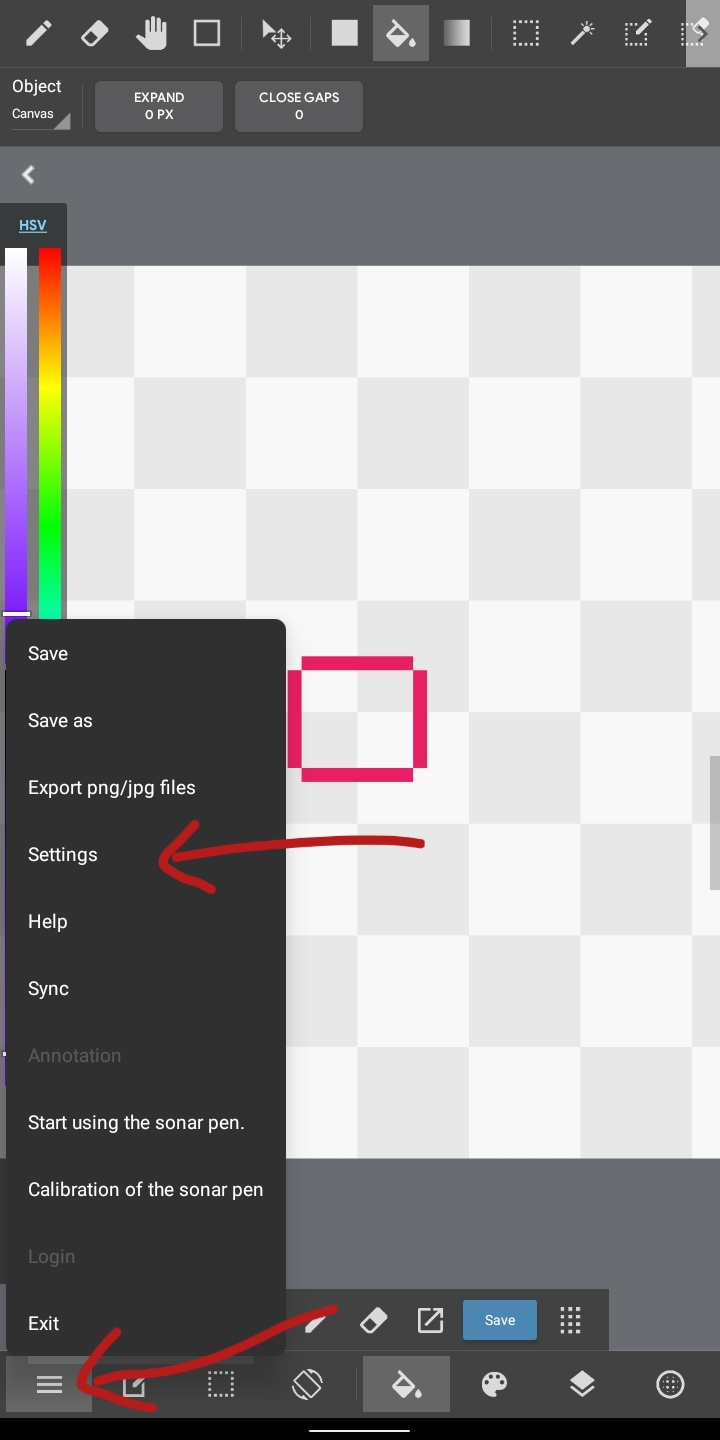 Object
Canvas
EXPAND
0 PX
CLOSE GAPS
0
HSV
Save
Save as
Export png/jpg files
Settings
Help
Sync
Annotation
Start using the sonar pen.
Calibration of the sonar pen
Login
Exit
Save